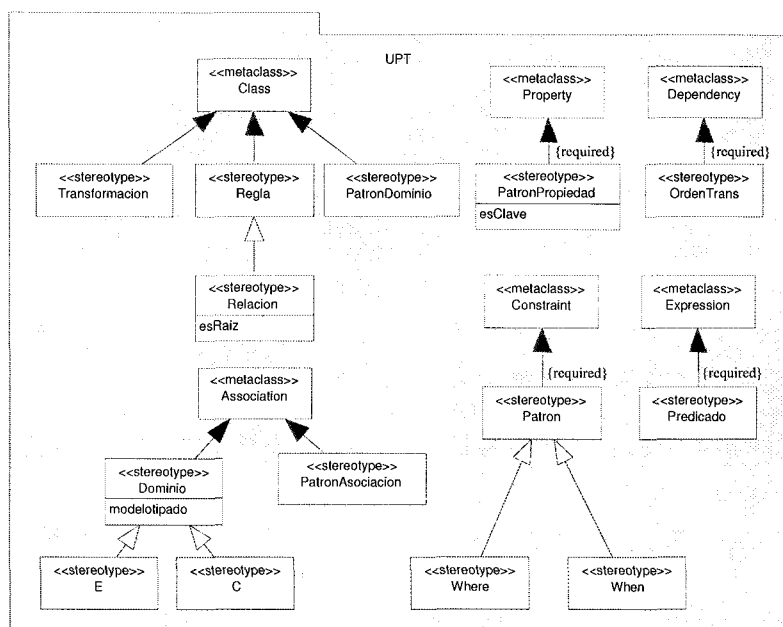 UPT
<<metaclass>>
Class
<<metaclass>>
Property
<<metaclass>>
Dependency
{required}
{required}
<<stereotype>>
Transformacion
<<stereotype>>
Regla
<<stereotype>>
PatronDominio
<<stereotype>>
PatronPropiedad
esClave
<<stereotype>>
OrdenTrans
<<stereotype>>
Relacion
esRaiz
<<metaclass>>
Constraint
<<metaclass>>
Expression
{required}
{required}
<<metaclass>>
Association
<<stereotype>>
Patron
<<stereotype>>
Predicado
<<stereotype>>
Dominio
modelotipado
<<stereotype>>
PatronAsociacion
<<stereotype>>
E
<<stereotype>>
C
<<stereotype>>
Where
<<stereotype>>
When